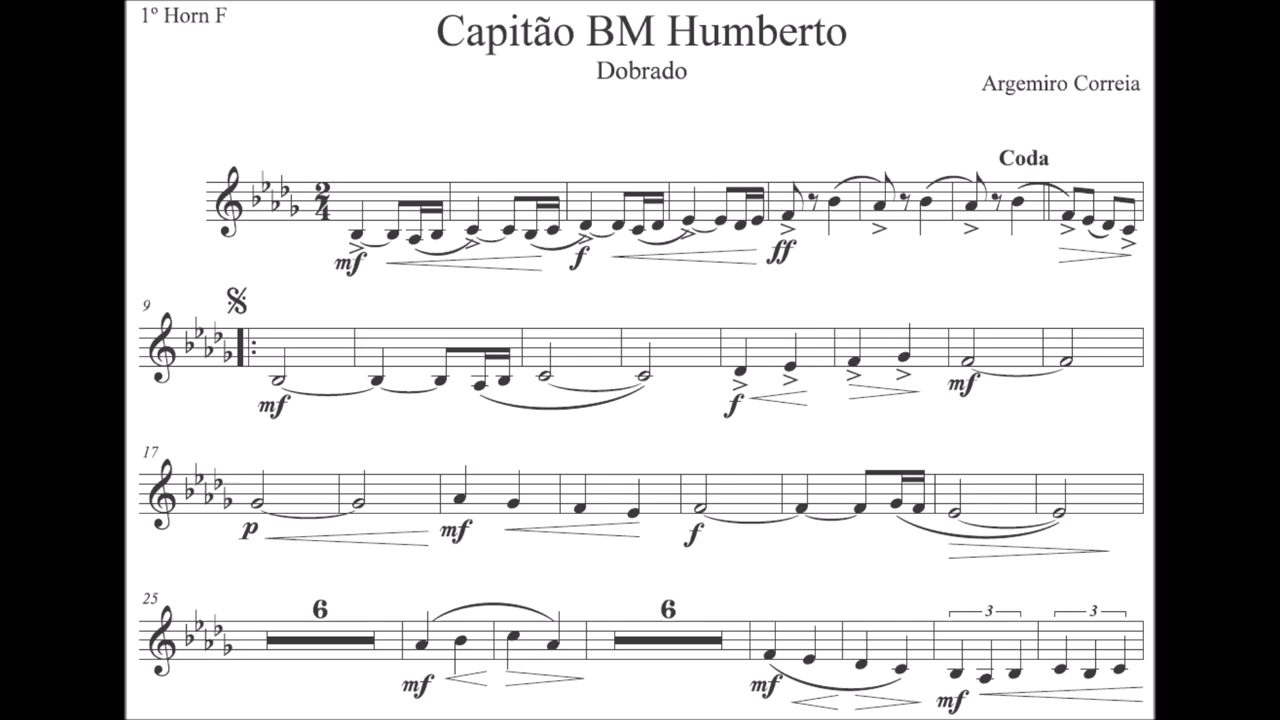 1º Horn F
Capitão BM Humberto
Dobrado
Argemiro Correia
Coda
2
4
mf
f
ff
9
mf
f
mf
17
p
mf
f
25
6
6
3
3
mf
mf
mf